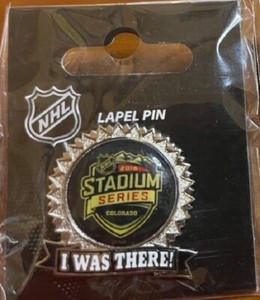 NHL
LAPEL PIN
2016
STADIUM
SERIES
COLORADO
I WAS THERE!